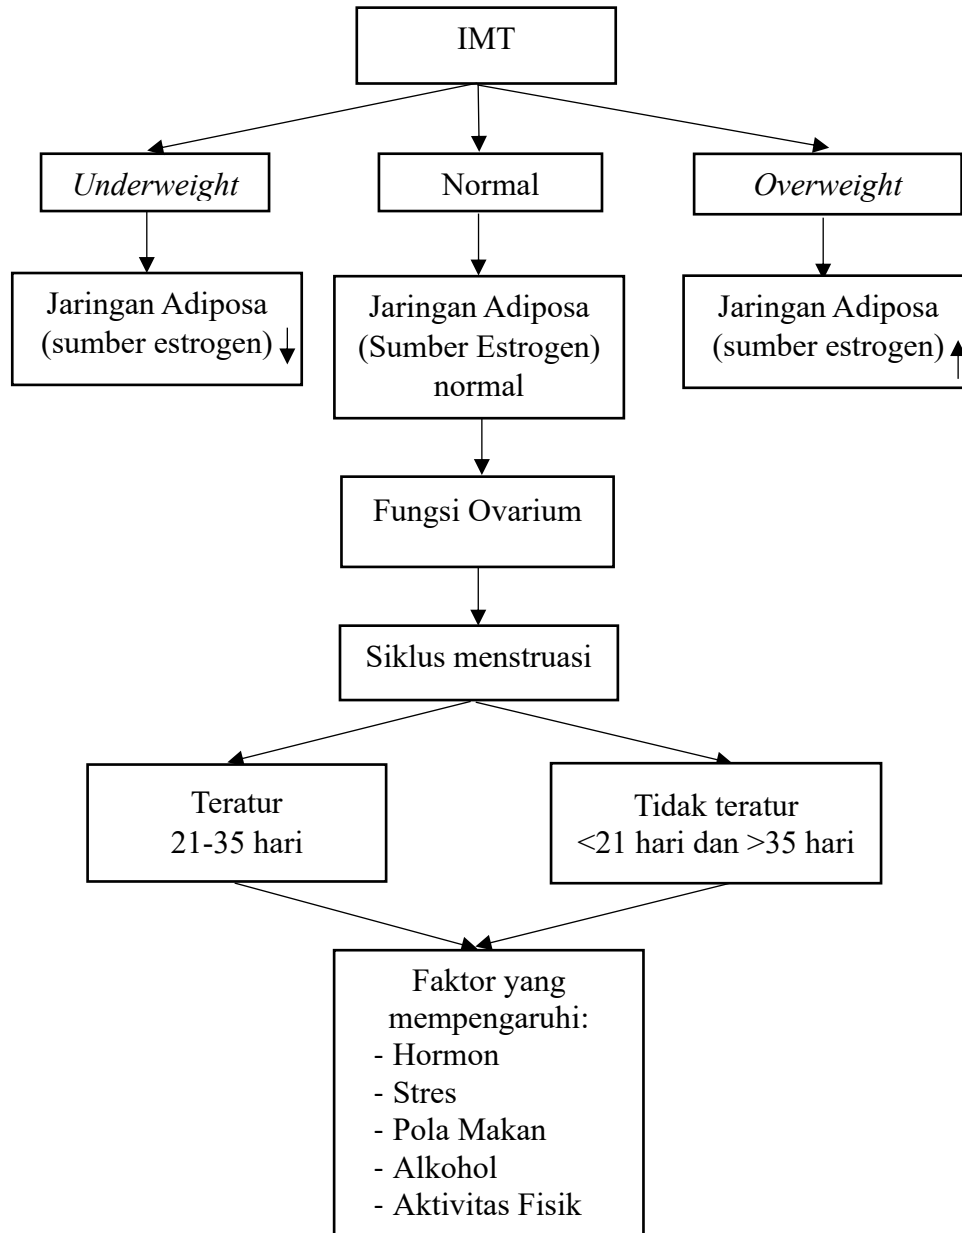 IMT
Underweight
Normal
Overweight
Jaringan Adiposa
(sumber estrogen)
Jaringan Adiposa
(Sumber Estrogen)
normal
Jaringan Adiposa
(sumber estrogen)
Fungsi Ovarium
Siklus menstruasi
Teratur
21-35 hari
Tidak teratur
<21 hari dan >35 hari
Faktor yang
mempengaruhi:
- Hormon
- Stres
- Pola Makan
- Alkohol
- Aktivitas Fisik